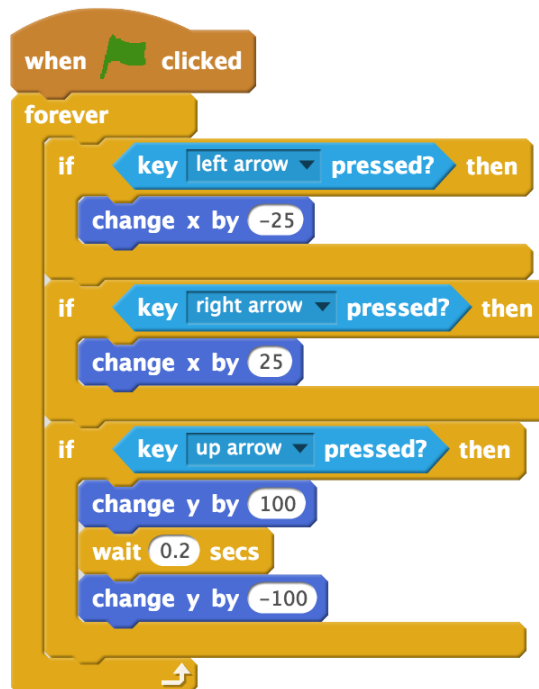 when clicked
forever
if key left arrow pressed? then
change x by -25
if key right arrow pressed? then
change x by 25
if key up arrow pressed? then
change y by 100
wait 0.2 secs
change y by -100